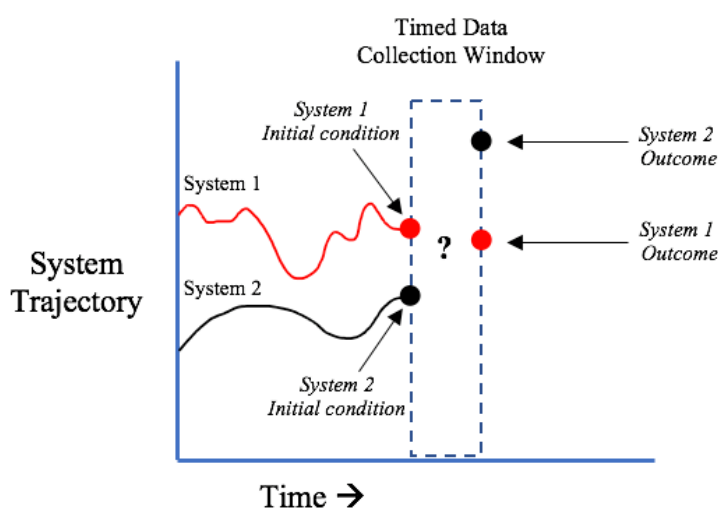 Timed Data
Collection Window
System 1
Initial condition
System 2
Outcome
System 1
System 1
Outcome
?
System
Trajectory
System 2
System 2
Initial condition
Time →